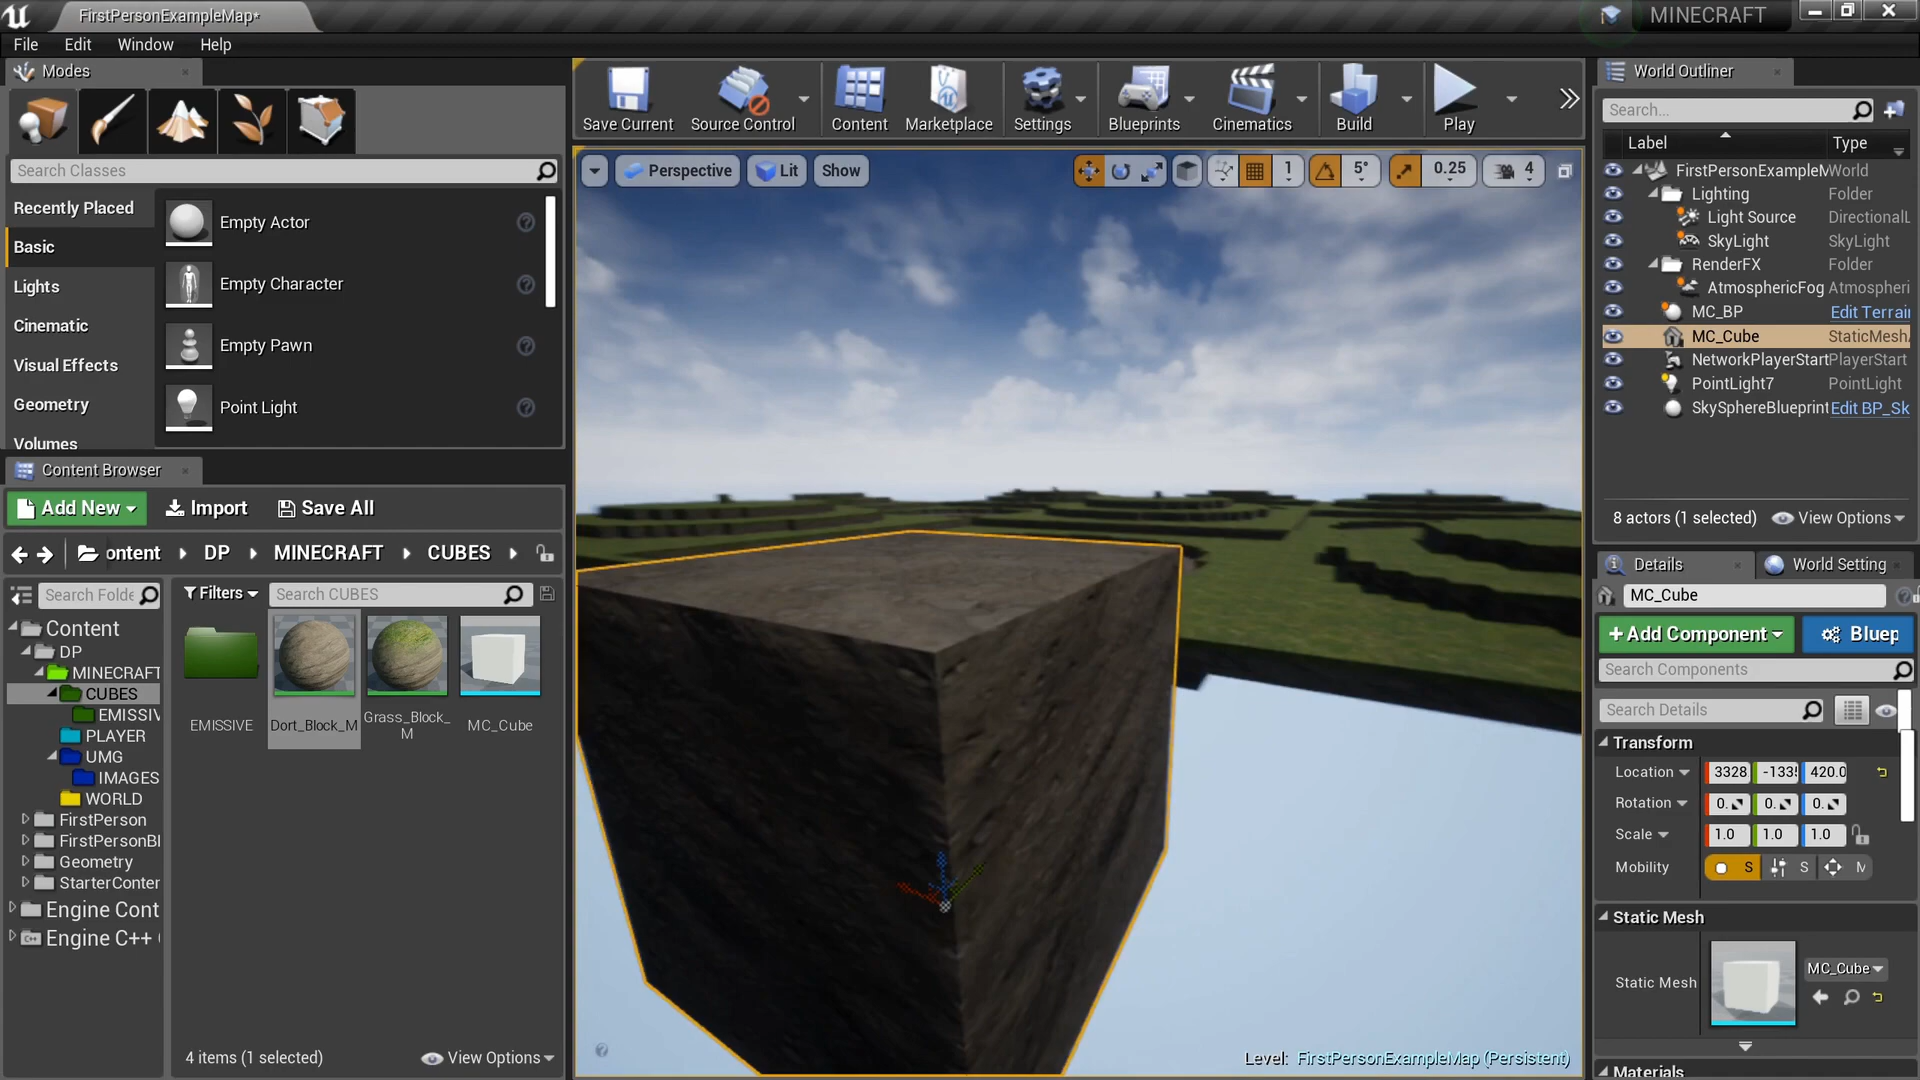 FirstPersonExampleMap*
MINECRAFT
File Edit Window Help
Modes
Search Classes
Recently Placed
Basic
Lights
Cinematic
Visual Effects
Geometry
Volumes
Empty Actor
Empty Character
Empty Pawn
Point Light
Save Current
Source Control
Content
Marketplace
Settings
Blueprints
Cinematics
Build
Play
Perspective
Lit
Show
1
5°
0.25
4
Level: FirstPersonExampleMap (Persistent)
Content Browser
Add New
Import
Save All
ontent DP MINECRAFT CUBES
Search Folde
Content
DP
MINECRAFT
CUBES
EMISSIV
PLAYER
UMG
IMAGES
WORLD
FirstPerson
FirstPersonBl
Geometry
StarterConter
Engine Cont
Engine C++
Filters
Search CUBES
EMISSIVE
Dort_Block_M
Grass_Block_
M
MC_Cube
4 items (1 selected)
View Options
World Outliner
Search...
Label Type
FirstPersonExampleM World
Lighting Folder
Light Source DirectionalL
SkyLight SkyLight
RenderFX Folder
AtmosphericFog Atmospheri
MC_BP Edit Terrai
MC_Cube StaticMesh
NetworkPlayerStart PlayerStart
PointLight7 PointLight
SkySphereBlueprint Edit BP_Sk
8 actors (1 selected) View Options
Details
World Setting
MC_Cube
+Add Component
Bluep
Search Components
Search Details
Transform
Location 3328. -133 420.0
Rotation 0. 0. 0.
Scale 1.0 1.0 1.0
Mobility S S M
Static Mesh
Static Mesh
MC_Cube
Materials